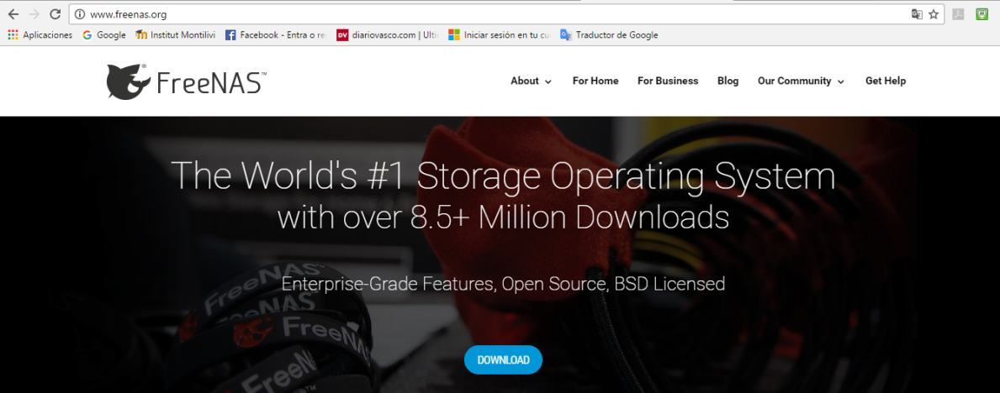 www.freenas.org
Aplicaciones Google Institut Montilivi Facebook - Entra o re diariovasco.com | Ulti Iniciar sesión en tu cu Traductor de Google
FreeNAS™
About For Home For Business Blog Our Community Get Help
The World's #1 Storage Operating System
with over 8.5+ Million Downloads
Enterprise-Grade Features, Open Source, BSD Licensed
FreeNAS
FreeNAS
FreeNAS
FreeNAS
DOWNLOAD